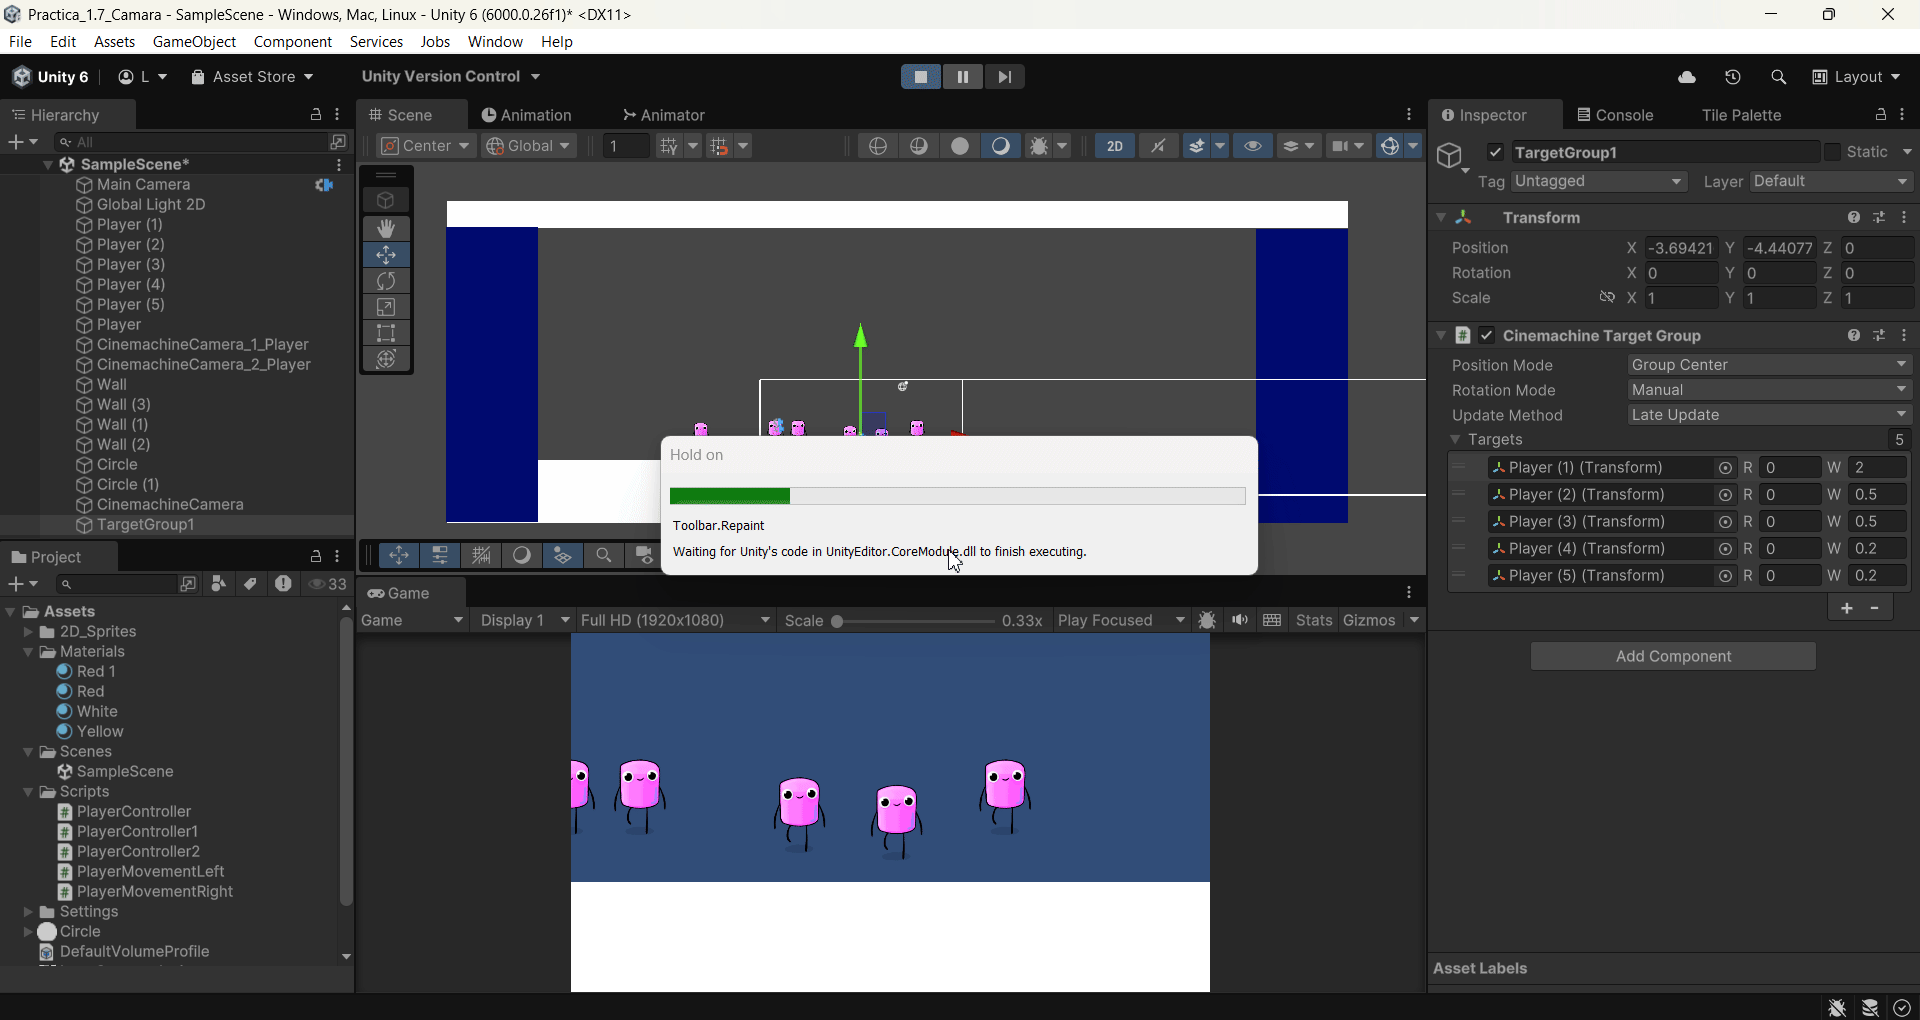 Practica_1.7_Camara - SampleScene - Windows, Mac, Linux - Unity 6 (6000.0.26f1)* <DX11>
File Edit Assets GameObject Component Services Jobs Window Help
Unity 6 L Asset Store Unity Version Control Layout
Hierarchy
All
SampleScene*
Main Camera
Global Light 2D
Player (1)
Player (2)
Player (3)
Player (4)
Player (5)
Player
CinemachineCamera_1_Player
CinemachineCamera_2_Player
Wall
Wall (3)
Wall (1)
Wall (2)
Circle
Circle (1)
CinemachineCamera
TargetGroup1
Scene Animation Animator
Center Global 1 2D
Hold on
Toolbar.Repaint
Waiting for Unity's code in UnityEditor.CoreModule.dll to finish executing.
Game
Game Display 1 Full HD (1920x1080) Scale 0.33x Play Focused Stats Gizmos
Project
33
Assets
2D_Sprites
Materials
Red 1
Red
White
Yellow
Scenes
SampleScene
Scripts
PlayerController
PlayerController1
PlayerController2
PlayerMovementLeft
PlayerMovementRight
Settings
Circle
DefaultVolumeProfile
Inspector Console Tile Palette
TargetGroup1 Static
Tag Untagged Layer Default
Transform
Position X -3.69421 Y -4.44077 Z 0
Rotation X 0 Y 0 Z 0
Scale X 1 Y 1 Z 1
Cinemachine Target Group
Position Mode Group Center
Rotation Mode Manual
Update Method Late Update
Targets 5
Player (1) (Transform) R 0 W 2
Player (2) (Transform) R 0 W 0.5
Player (3) (Transform) R 0 W 0.5
Player (4) (Transform) R 0 W 0.2
Player (5) (Transform) R 0 W 0.2
Add Component
Asset Labels